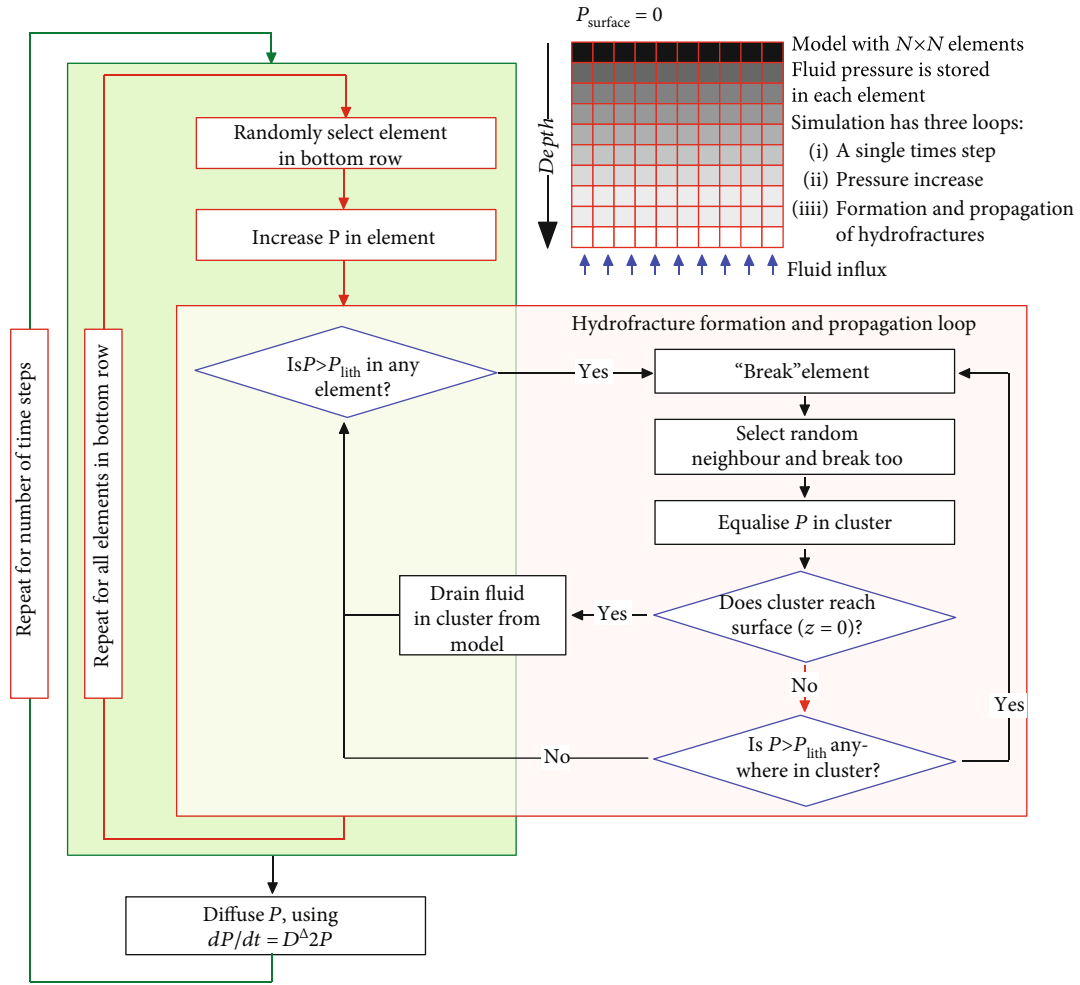 P_surface = 0
Depth
Model with N×N elements
Fluid pressure is stored
in each element
Simulation has three loops:
(i) A single times step
(ii) Pressure increase
(iiii) Formation and propagation
of hydrofractures
Fluid influx
Randomly select element
in bottom row
Increase P in element
Repeat for number of time steps
Repeat for all elements in bottom row
Hydrofracture formation and propagation loop
IsP>P_lith in any
element?
Yes
"Break"element
Select random
neighbour and break too
Equalise P in cluster
Does cluster reach
surface (z = 0)?
Yes
Drain fluid
in cluster from
model
No
Is P>P_lith any-
where in cluster?
Yes
No
Diffuse P, using
dP/dt = D^Δ2P